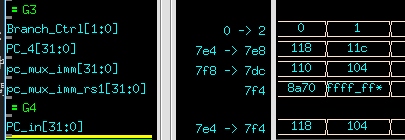 = G3
Branch_Ctrl[1:0] 0 -> 2 0 1
PC_4[31:0] 7e4 -> 7e8 118 11c
pc_mux_imm[31:0] 7f8 -> 7dc 110 104
pc_mux_imm_rs1[31:0] 7f4 8a70 ffff_ff*
= G4
PC_in[31:0] 7e4 -> 7f4 118 104